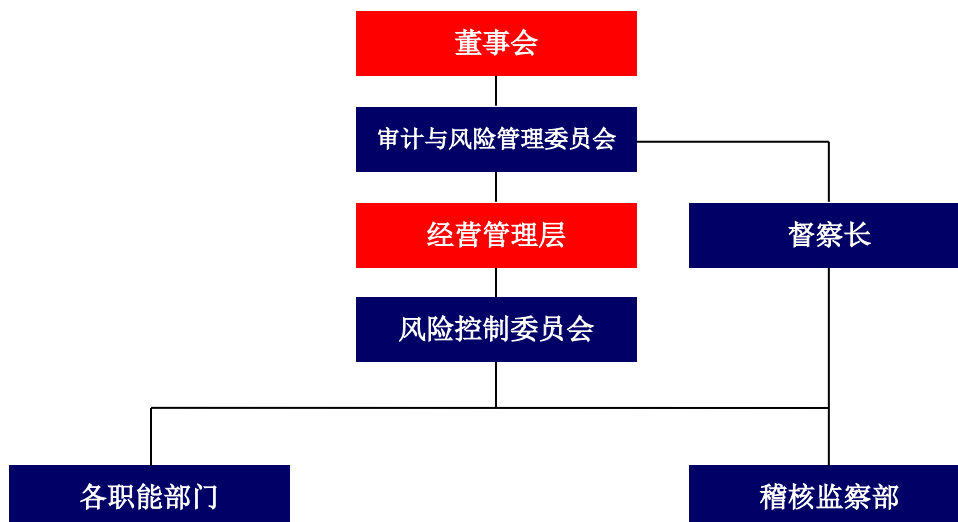 董事会
审计与风险管理委员会
经营管理层
督察长
风险控制委员会
各职能部门
稽核监察部